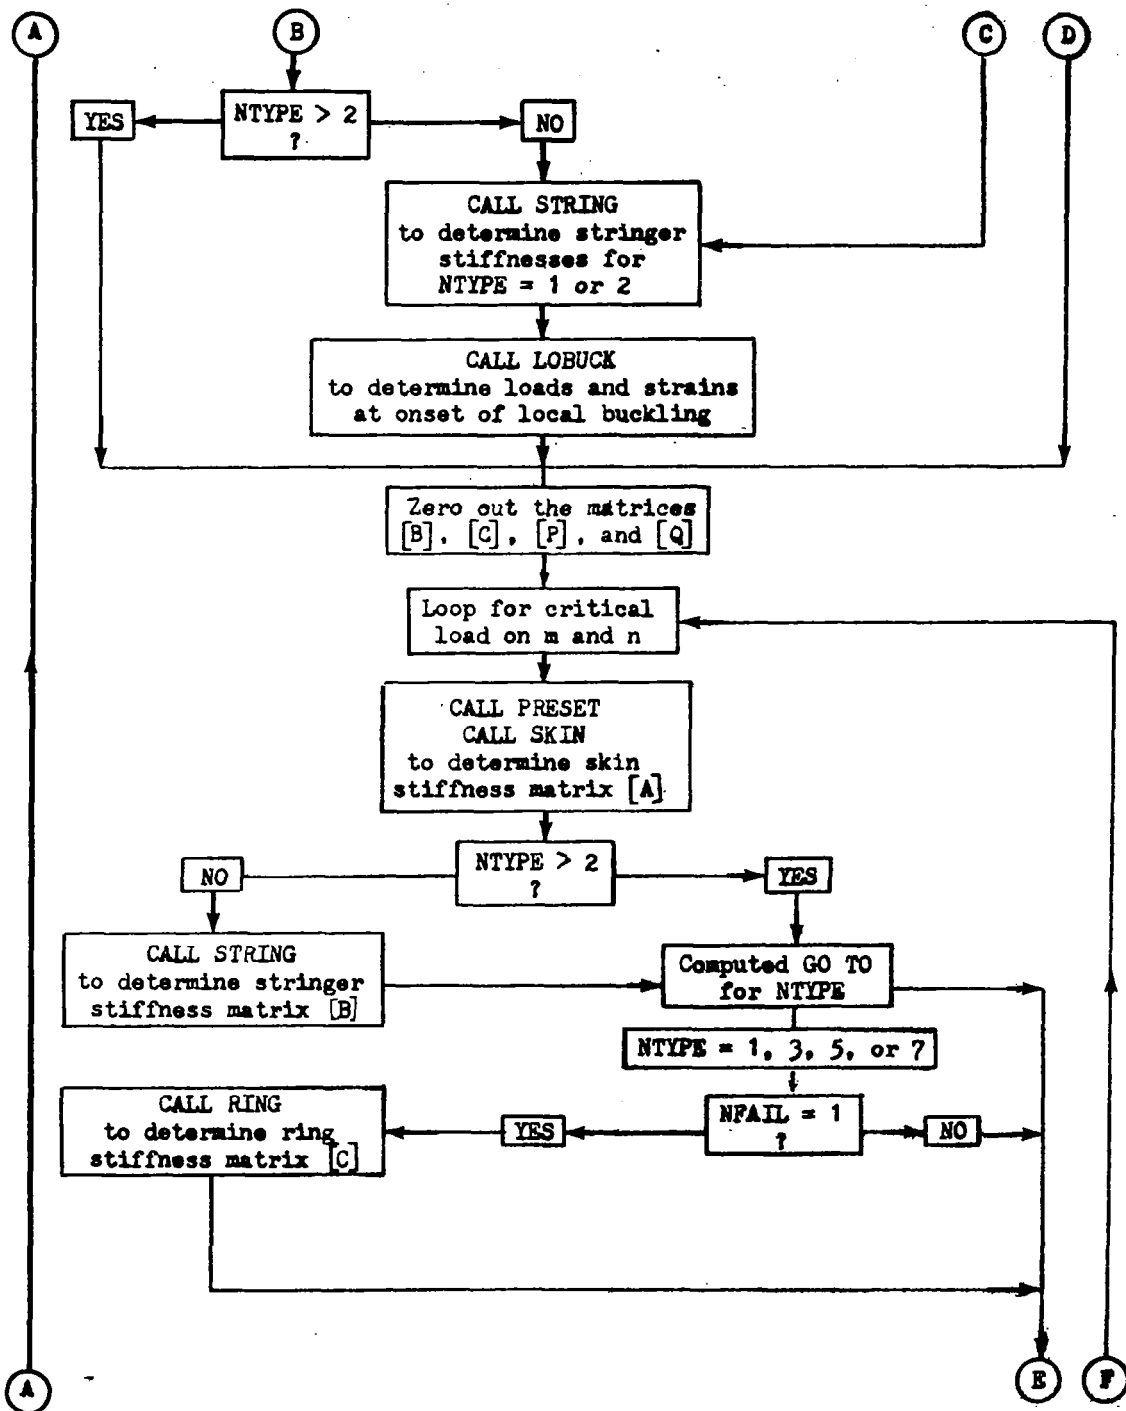 A
B
C
D
YES
NTYPE > 2
?
NO
CALL STRING
to determine stringer
stiffnesses for
NTYPE = 1 or 2
CALL LOBUCK
to determine loads and strains
at onset of local buckling
Zero out the matrices
[B], [C], [P], and [Q]
Loop for critical
load on m and n
CALL PRESET
CALL SKIN
to determine skin
stiffness matrix [A]
NO
NTYPE > 2
?
YES
CALL STRING
to determine stringer
stiffness matrix [B]
Computed GO TO
for NTYPE
NTYPE = 1, 3, 5, or 7
CALL RING
to determine ring
stiffness matrix [C]
YES
NFAIL = 1
?
NO
A
E
F